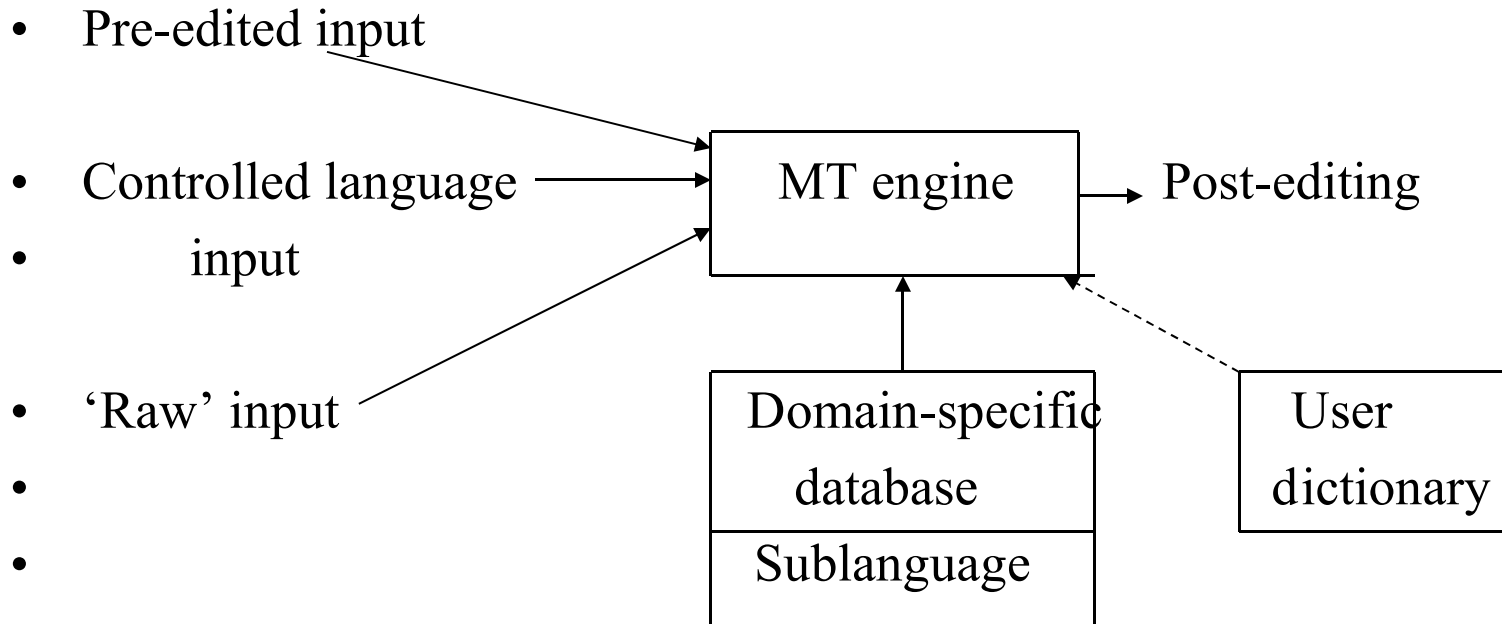 • Pre-edited input
• Controlled language
MT engine
Post-editing
• input
• ‘Raw’ input
•
•
Domain-specific
database
Sublanguage
User
dictionary